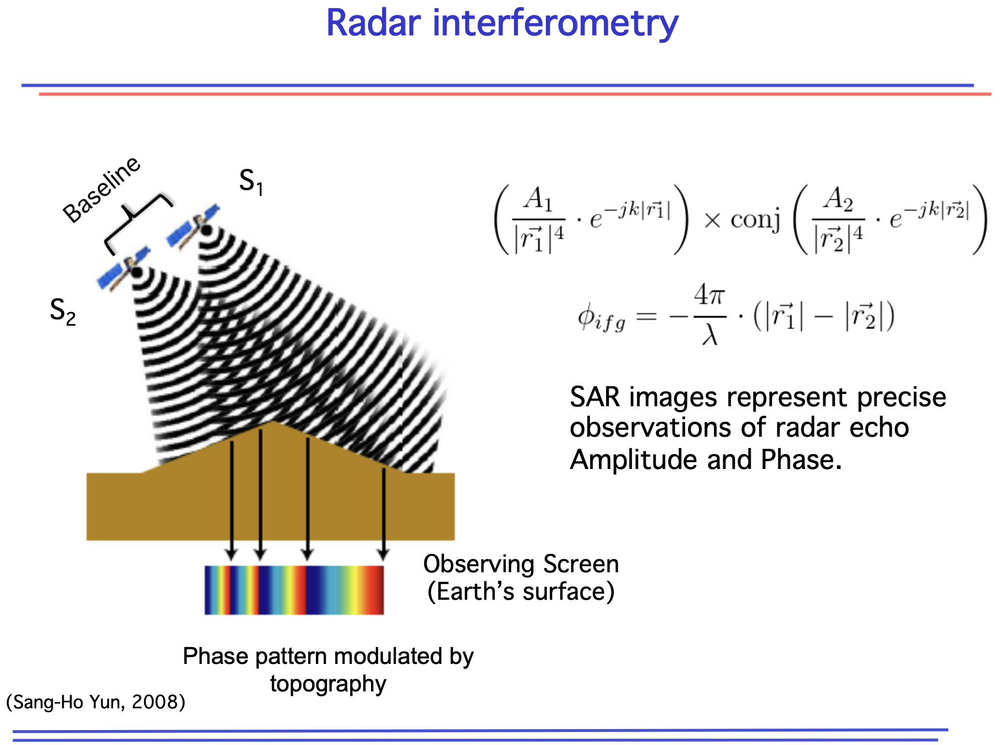 Radar interferometry
Baseline
S₁
S₂
(A₁/|r⃗₁|⁴ · e^{-jk|r⃗₁|}) × conj (A₂/|r⃗₂|⁴ · e^{-jk|r⃗₂|})
ϕ_{ifg} = −4π/λ · (|r⃗₁| − |r⃗₂|)
SAR images represent precise
observations of radar echo
Amplitude and Phase.
Observing Screen
(Earth’s surface)
Phase pattern modulated by
topography
(Sang-Ho Yun, 2008)